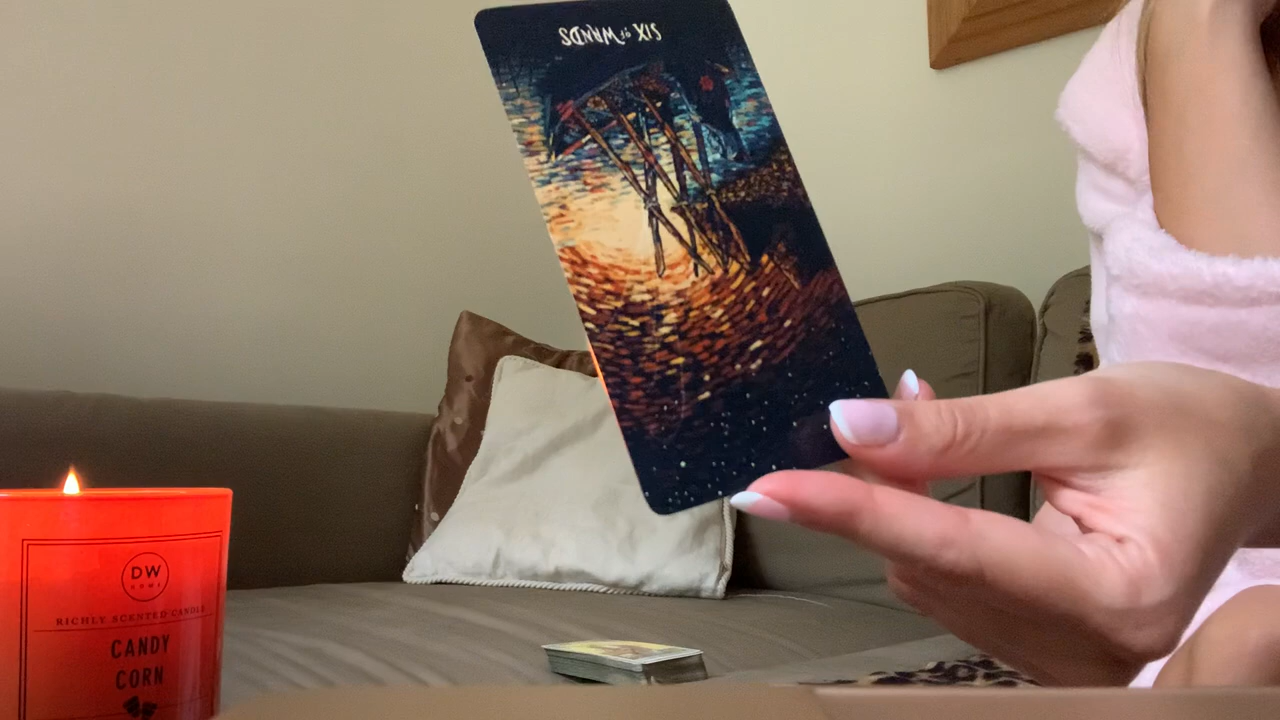 SIX OF WANDS
DW
HOME
RICHLY SCENTED CANDLE
CANDY
CORN